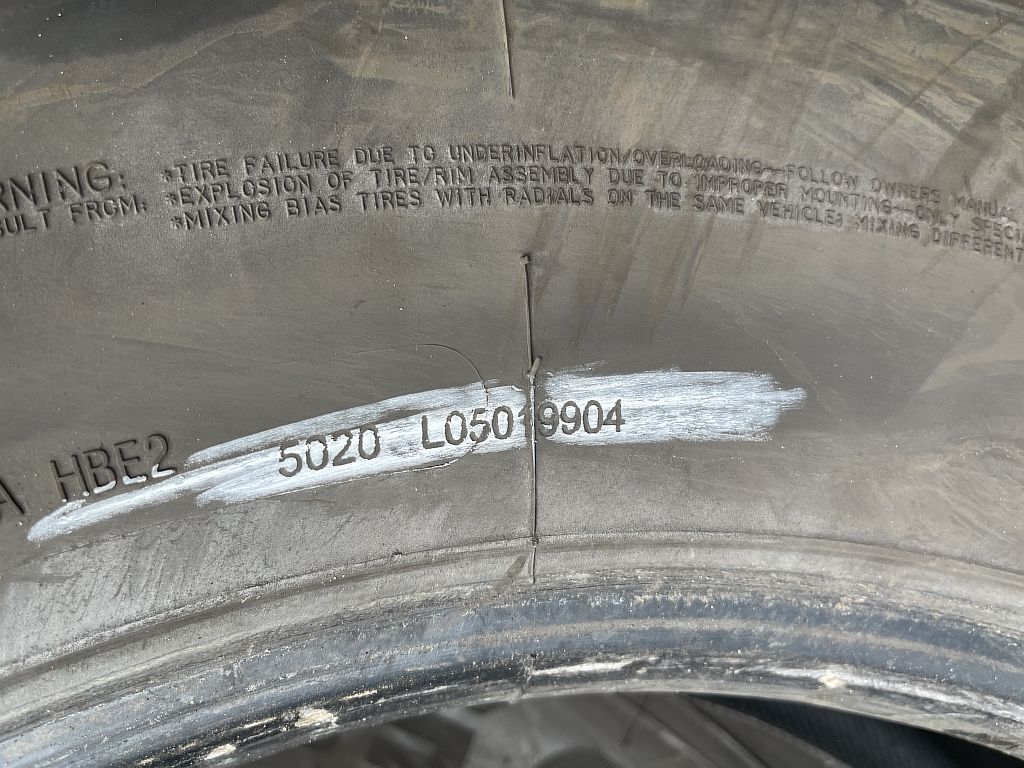 RNING: *TIRE FAILURE DUE TO UNDERINFLATION/OVERLOADING—FOLLOW OWNERS MANUAL
SULT FROM: *EXPLOSION OF TIRE/RIM ASSEMBLY DUE TO IMPROPER MOUNTING—ONLY SPECI
*MIXING BIAS TIRES WITH RADIALS ON THE SAME VEHICLE; MIXING DIFFERENT
A HBE2 5020 L05019904